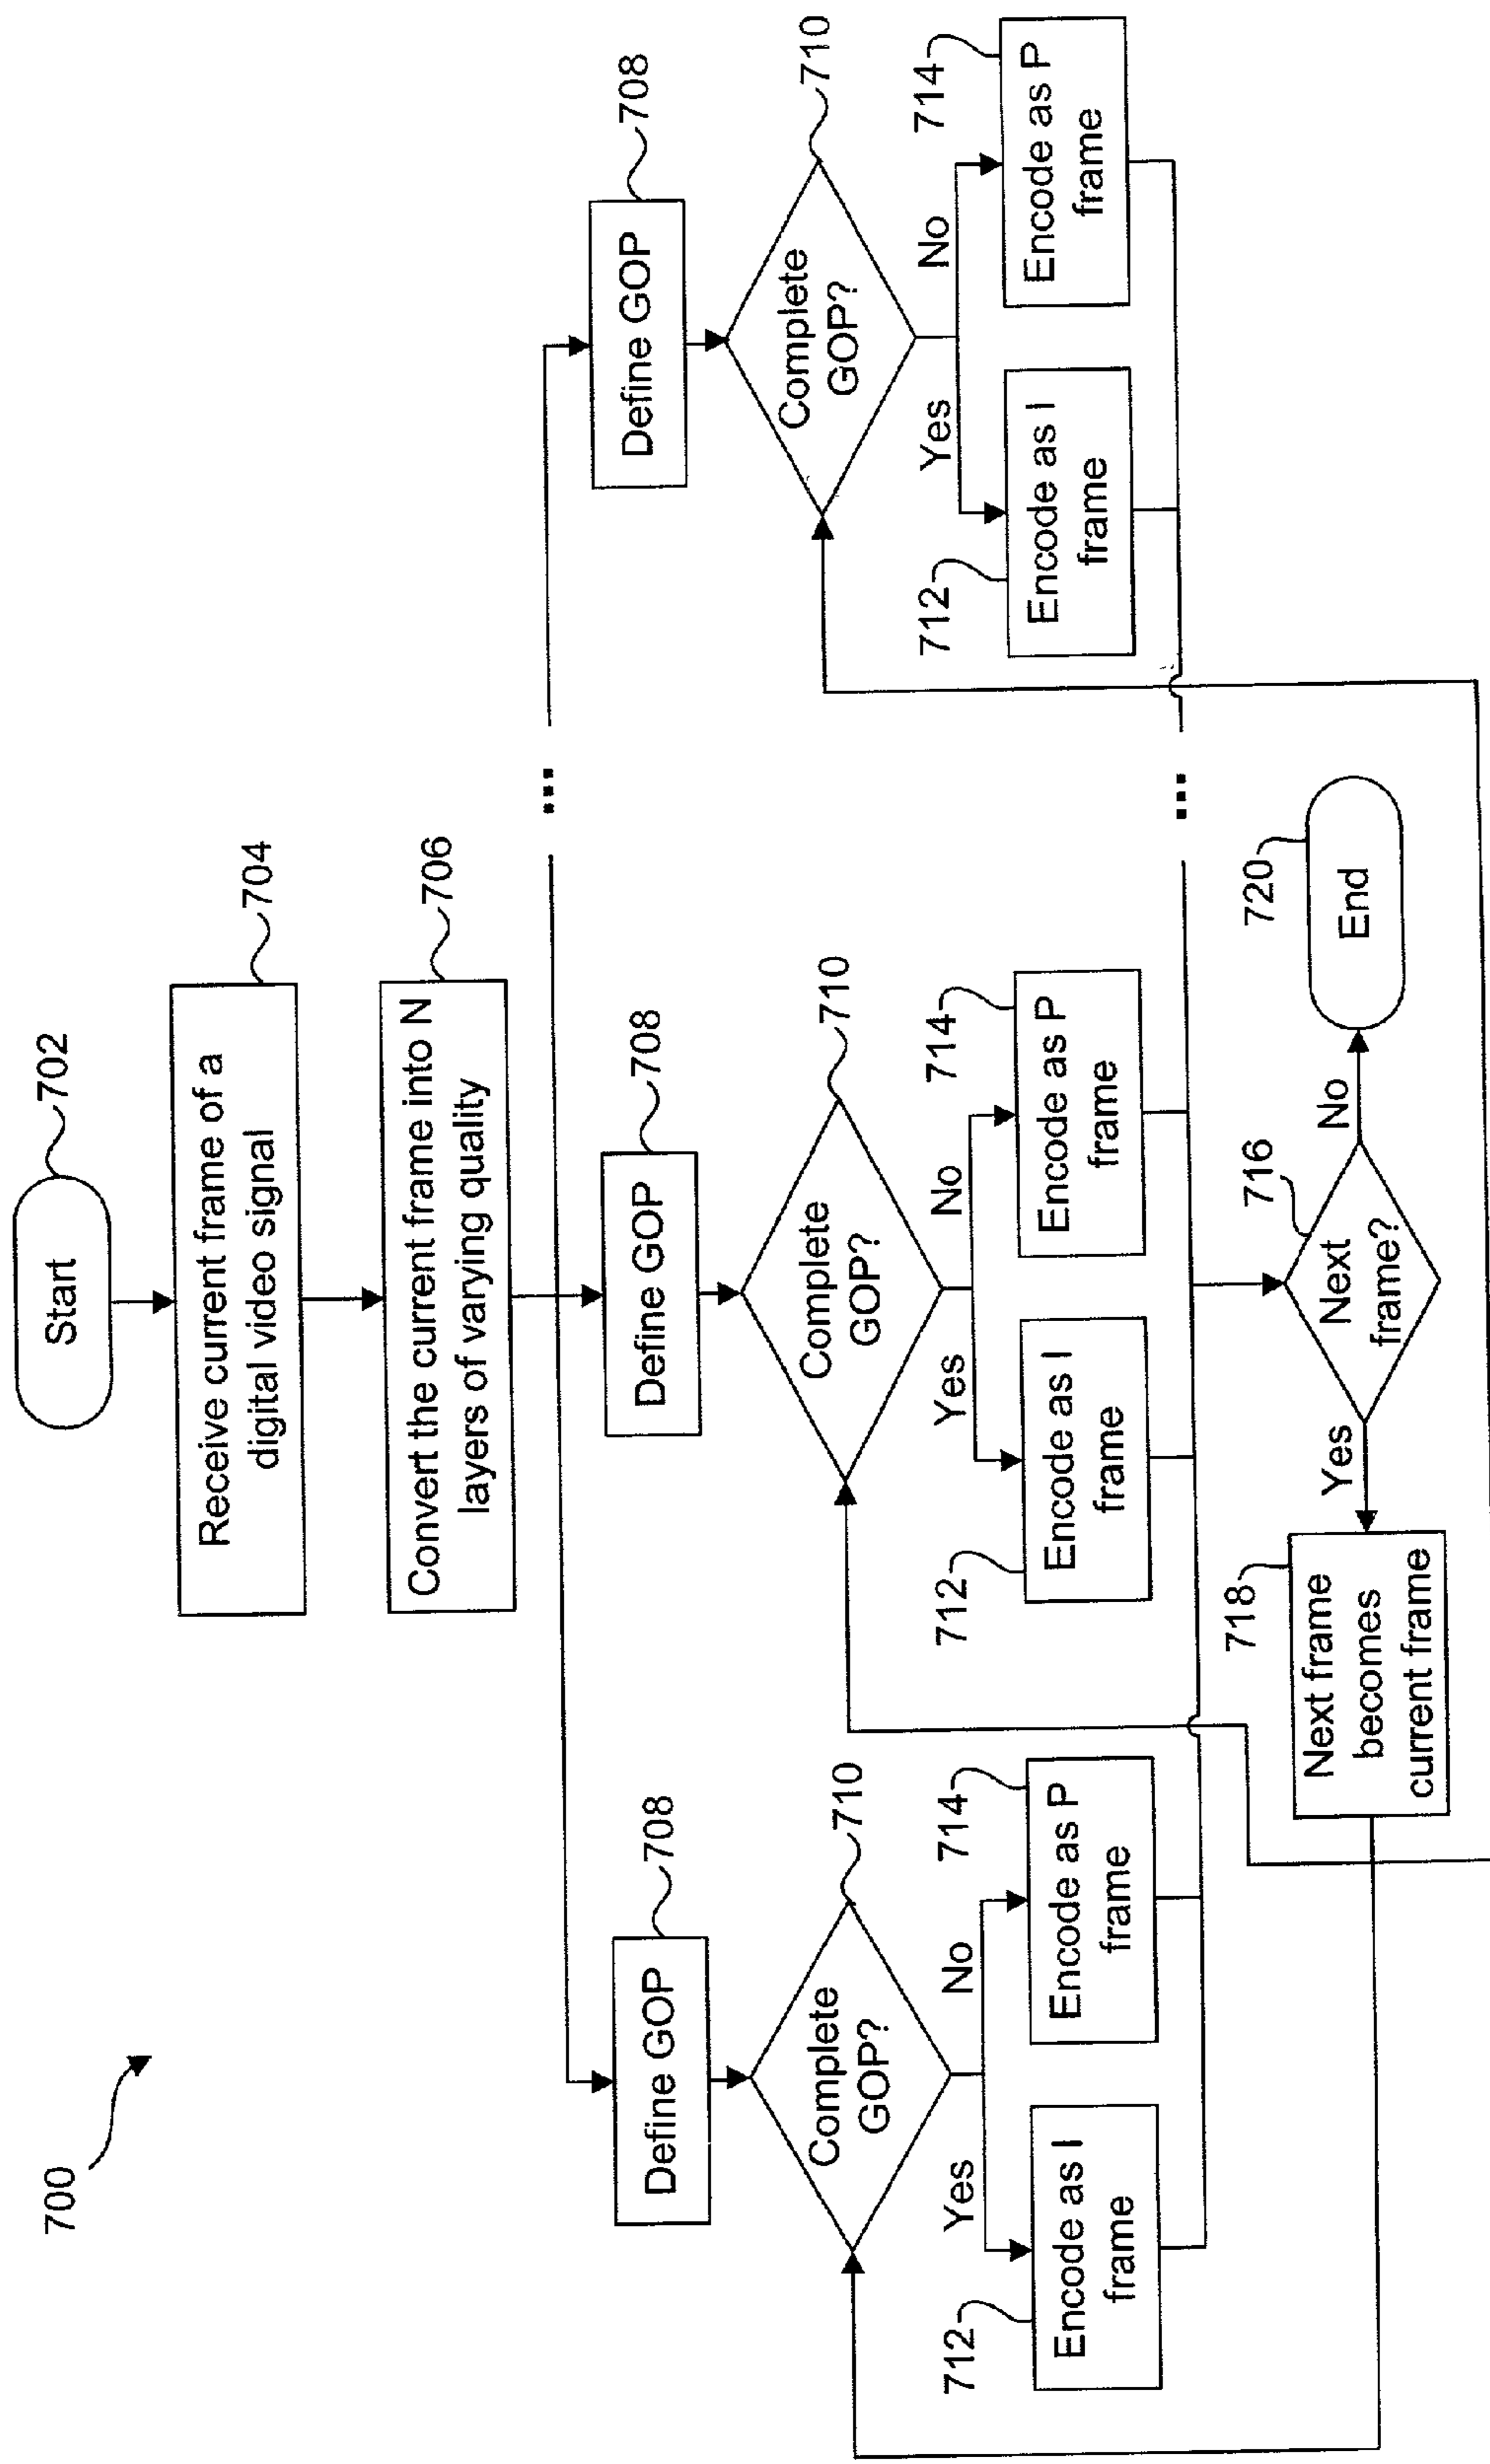 700
Start
702
Receive current frame of a
digital video signal
704
Convert the current frame into N
layers of varying quality
706
...
Define GOP
708
Define GOP
708
Define GOP
708
Complete
GOP?
710
Complete
GOP?
710
Complete
GOP?
710
Yes
No
Yes
No
Yes
No
712
Encode as I
frame
714
Encode as P
frame
712
Encode as I
frame
714
Encode as P
frame
712
Encode as I
frame
714
Encode as P
frame
...
718
Next frame
becomes
current frame
Yes
716
Next
frame?
No
720
End